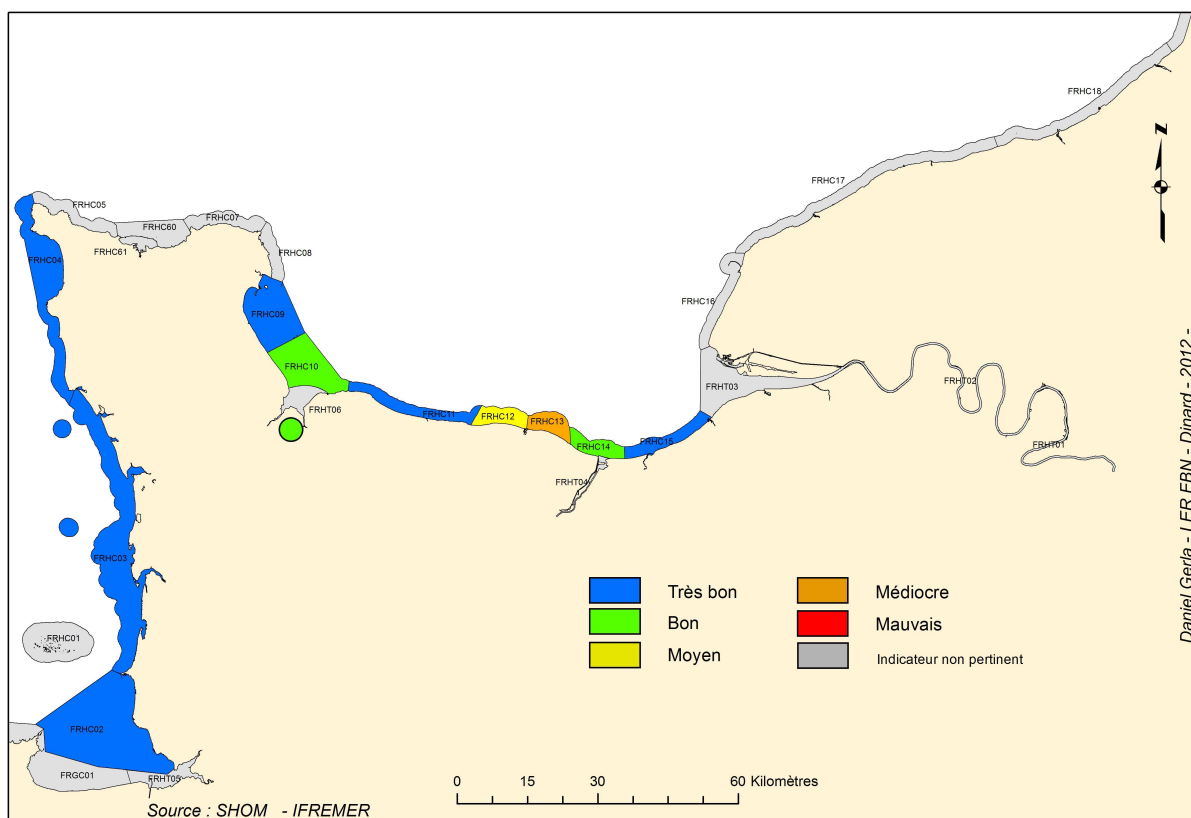 FRHC18
FRHC17
FRHC05
FRHC07
FRHC60
FRHC61
FRHC08
FRHC04
FRHC16
FRHC09
FRHC10
FRHT03
FRHT02
FRHT06
FRHC11
FRHC12
FRHC13
FRHC14
FRHC15
FRHT01
FRHT04
FRHC03
FRHC01
FRHC02
FRGC01
FRHT05
N
Très bon
Bon
Moyen
Médiocre
Mauvais
Indicateur non pertinent
0 15 30 60 Kilomètres
Source : SHOM - IFREMER
Daniel Gerla - LER FBN - Dinard - 2012 -